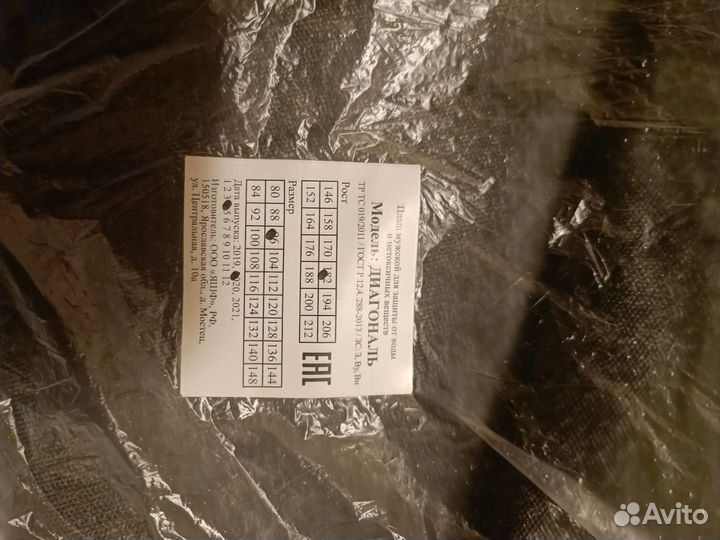 Плащ мужской для защиты от воды
и нетоксичных веществ
Модель: ДИАГОНАЛЬ
ТР ТС 019/2011 / ГОСТ Р 12.4. 288-2013 / ЗС: З, Ву, Вн
Рост
146 158 170 182 194 206
152 164 176 188 200 212
Размер
80 88 96 104 112 120 128 136 144
84 92 100 108 116 124 132 140 148
EAC
Дата выпуска: 2019, 2020, 2021,
1 2 3 5 6 7 8 9 10 11 12
Изготовитель: ООО «ЯШФ», РФ,
150518, Ярославская обл., д. Мостец,
ул. Центральная, д. 10а
Avito